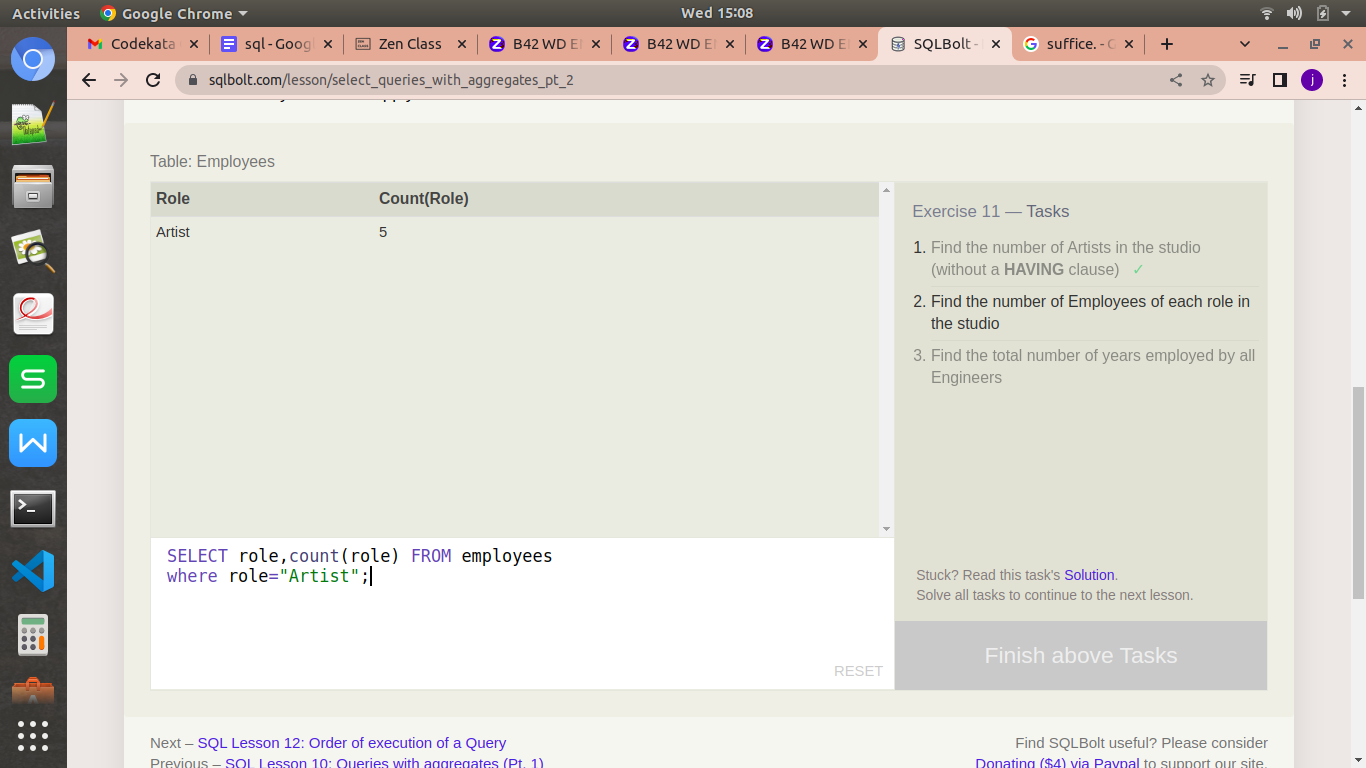 Activities Google Chrome Wed 15:08
Codekata sql - Googl Zen Class B42 WD E B42 WD E B42 WD E SQLBolt - suffice. - G
sqlbolt.com/lesson/select_queries_with_aggregates_pt_2 j
Table: Employees
Role Count(Role)
Artist 5
Exercise 11 — Tasks
1. Find the number of Artists in the studio
(without a HAVING clause) ✓
2. Find the number of Employees of each role in
the studio
3. Find the total number of years employed by all
Engineers
Stuck? Read this task's Solution.
Solve all tasks to continue to the next lesson.
Finish above Tasks
SELECT role,count(role) FROM employees
where role="Artist";
RESET
Next – SQL Lesson 12: Order of execution of a Query
Previous – SQL Lesson 10: Queries with aggregates (Pt. 1)
Find SQLBolt useful? Please consider
Donating ($4) via Paypal to support our site.